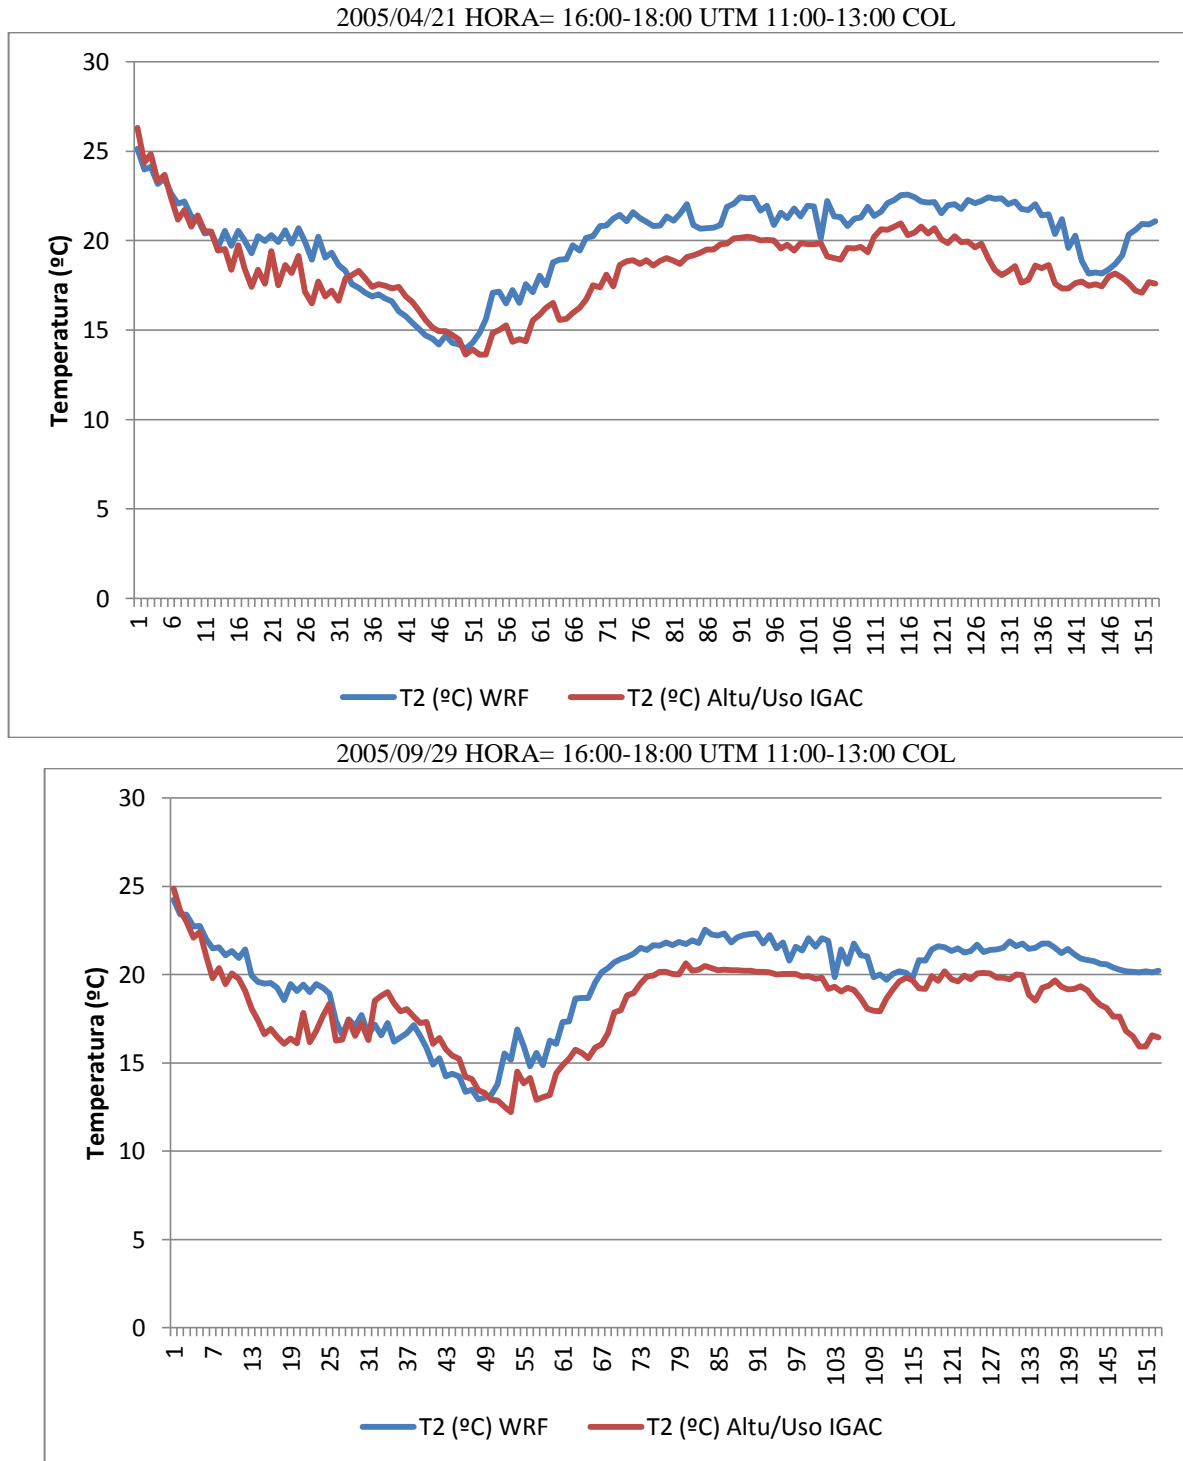 2005/04/21 HORA= 16:00-18:00 UTM 11:00-13:00 COL
30
25
20
15
10
5
0
Temperatura (ºC)
1 6 11 16 21 26 31 36 41 46 51 56 61 66 71 76 81 86 91 96 101 106 111 116 121 126 131 136 141 146 151
T2 (ºC) WRF T2 (ºC) Altu/Uso IGAC
2005/09/29 HORA= 16:00-18:00 UTM 11:00-13:00 COL
30
25
20
15
10
5
0
Temperatura (ºC)
1 7 13 19 25 31 37 43 49 55 61 67 73 79 85 91 97 103 109 115 121 127 133 139 145 151
T2 (ºC) WRF T2 (ºC) Altu/Uso IGAC